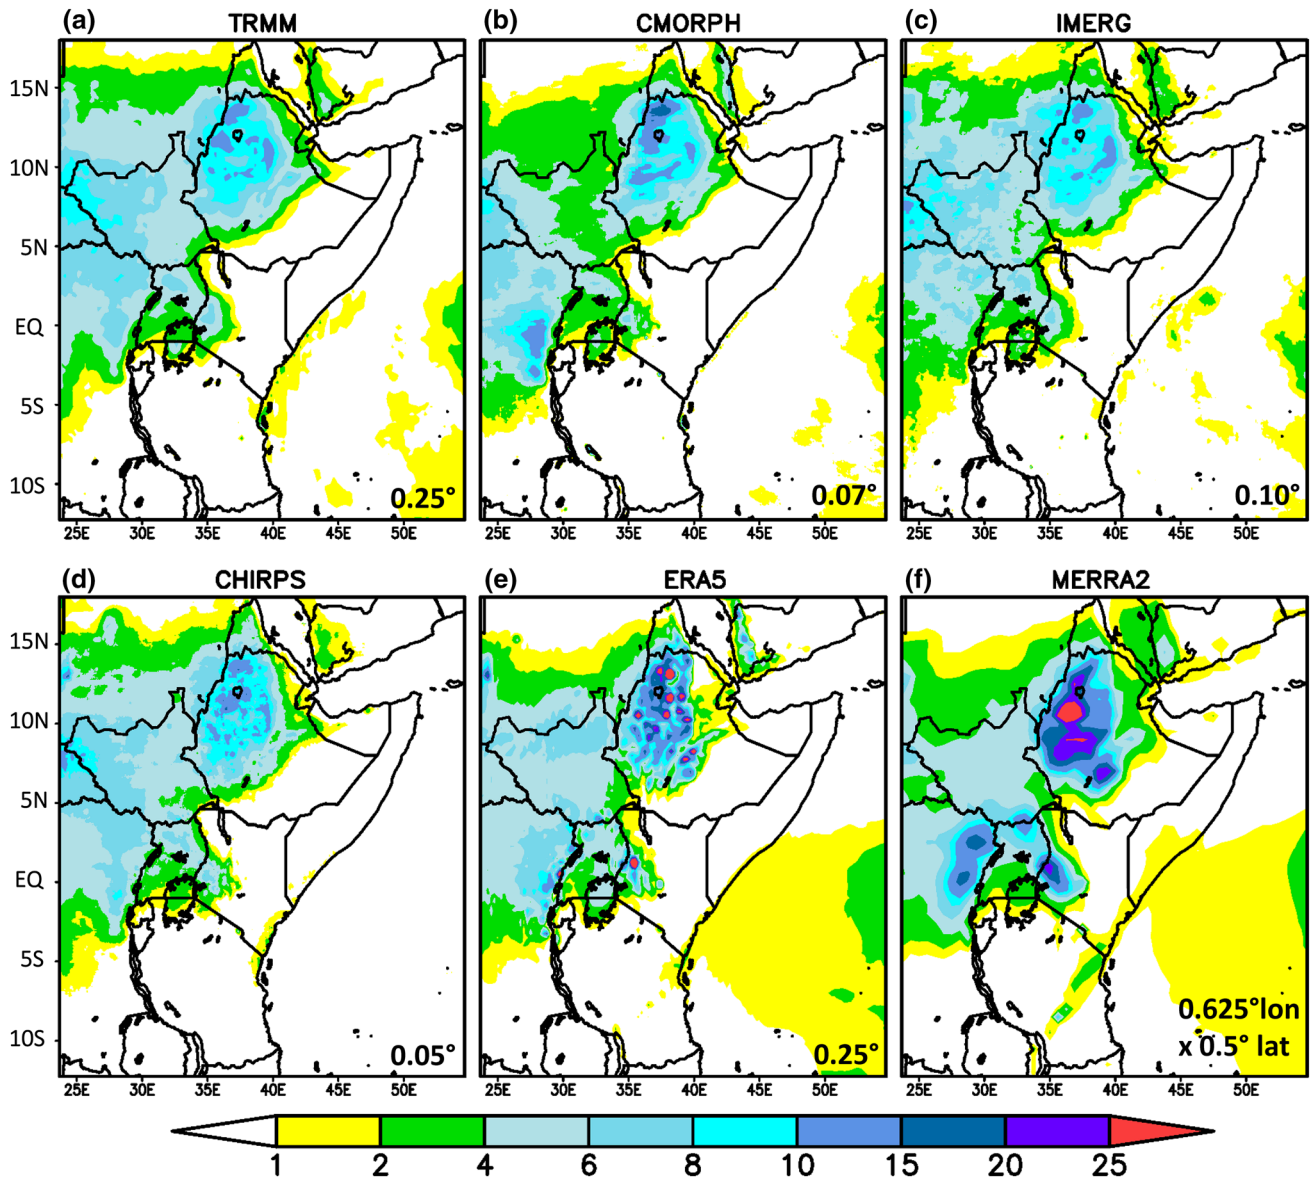 (a) TRMM
(b) CMORPH
(c) IMERG
15N
10N
5N
EQ
5S
10S
0.25°
0.07°
0.10°
25E 30E 35E 40E 45E 50E
25E 30E 35E 40E 45E 50E
25E 30E 35E 40E 45E 50E
(d) CHIRPS
(e) ERA5
(f) MERRA2
15N
10N
5N
EQ
5S
10S
0.05°
0.25°
0.625°lon
x 0.5° lat
25E 30E 35E 40E 45E 50E
25E 30E 35E 40E 45E 50E
25E 30E 35E 40E 45E 50E
1 2 4 6 8 10 15 20 25